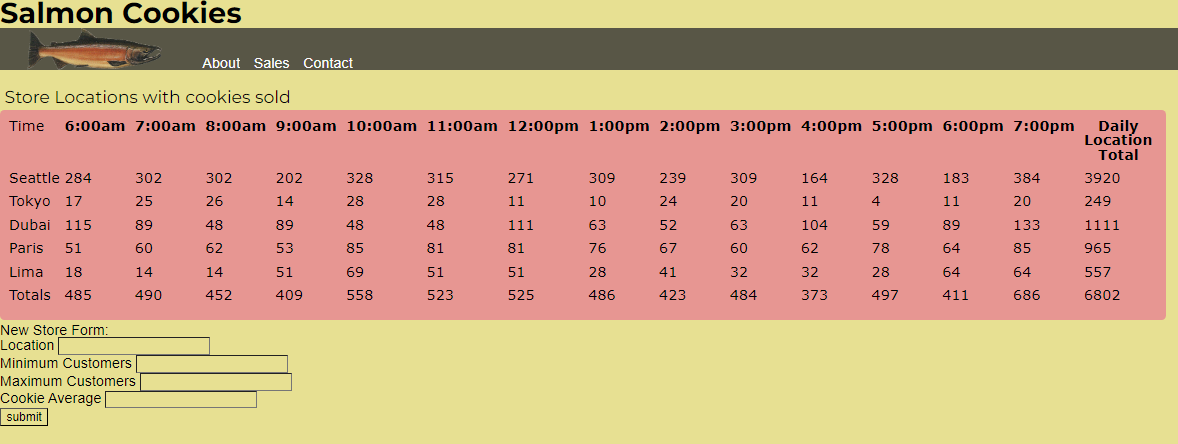 Salmon Cookies
About Sales Contact
Store Locations with cookies sold
Time 6:00am 7:00am 8:00am 9:00am 10:00am 11:00am 12:00pm 1:00pm 2:00pm 3:00pm 4:00pm 5:00pm 6:00pm 7:00pm Daily
Location
Total
Seattle 284 302 302 202 328 315 271 309 239 309 164 328 183 384 3920
Tokyo 17 25 26 14 28 28 11 10 24 20 11 4 11 20 249
Dubai 115 89 48 89 48 48 111 63 52 63 104 59 89 133 1111
Paris 51 60 62 53 85 81 81 76 67 60 62 78 64 85 965
Lima 18 14 14 51 69 51 51 28 41 32 32 28 64 64 557
Totals 485 490 452 409 558 523 525 486 423 484 373 497 411 686 6802
New Store Form:
Location
Minimum Customers
Maximum Customers
Cookie Average
submit